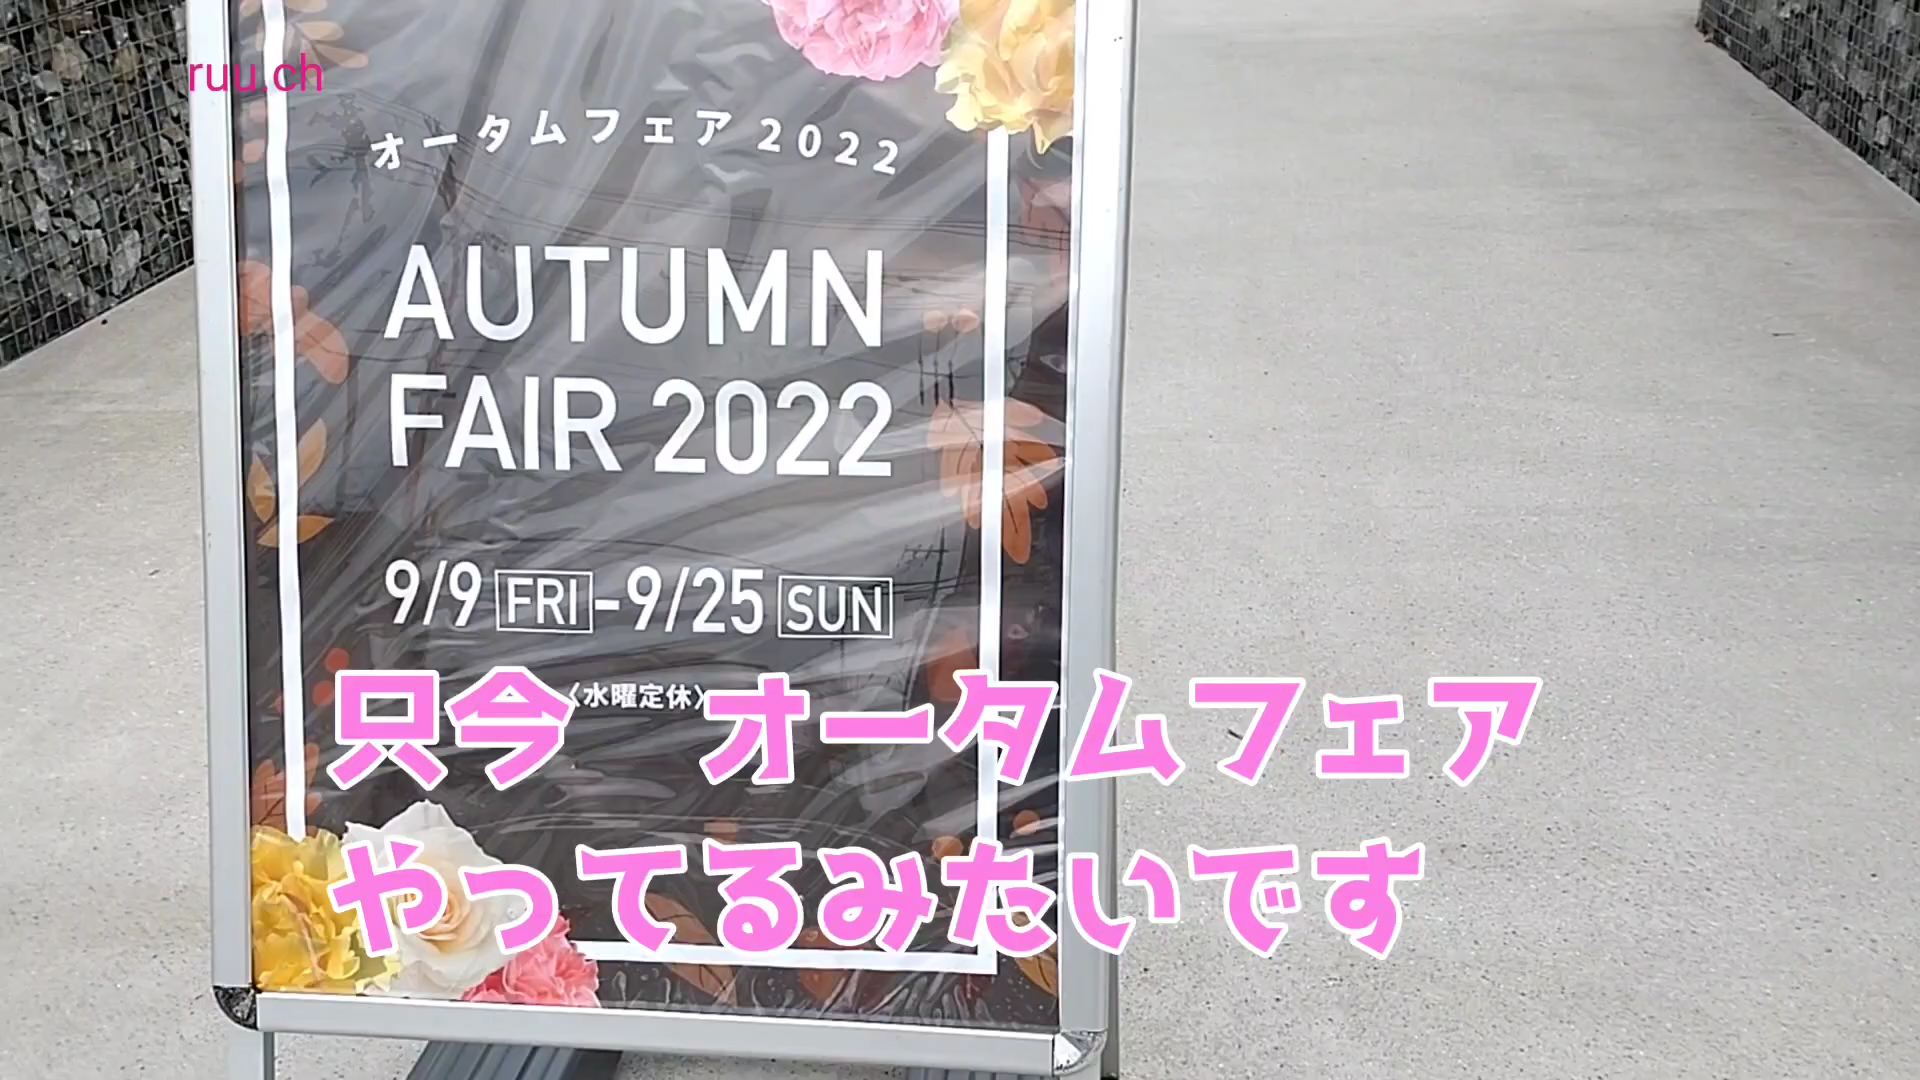 ruu.ch
オータムフェア 2022
AUTUMN
FAIR 2022
9/9 FRI - 9/25 SUN
〈水曜定休〉
只今　オータムフェア
やってるみたいです